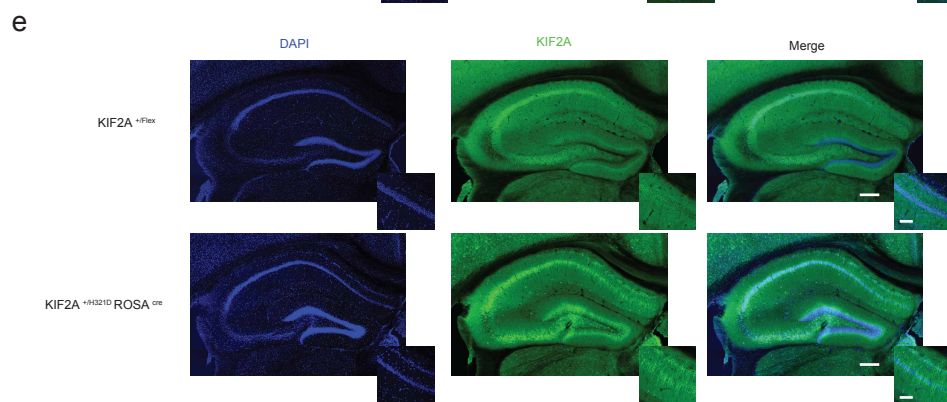 e
DAPI KIF2A Merge
KIF2A +/Flex
KIF2A +/H321D ROSA cre